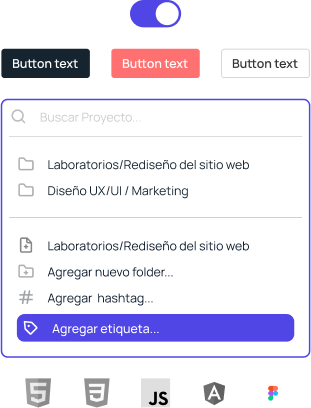 Button text Button text Button text
Buscar Proyecto...
Laboratorios/Rediseño del sitio web
Diseño UX/UI / Marketing
Laboratorios/Rediseño del sitio web
Agregar nuevo folder...
Agregar hashtag...
Agregar etiqueta...
5 3 JS A